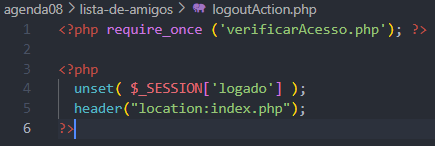 agenda08 > lista-de-amigos > logoutAction.php
1 <?php require_once ('verificarAcesso.php'); ?>
2
3 <?php
4 unset( $_SESSION['logado'] );
5 header("location:index.php");
6 ?>